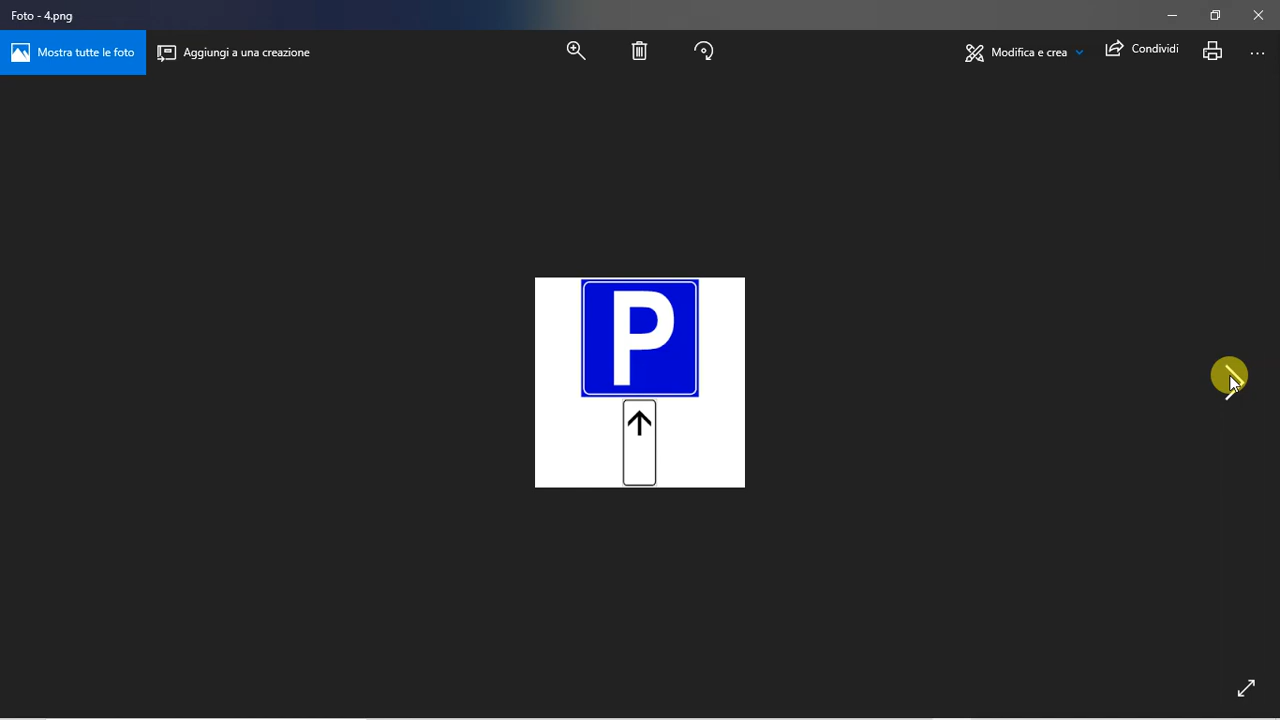 Foto - 4.png
Mostra tutte le foto
Aggiungi a una creazione
Modifica e crea
Condividi
P